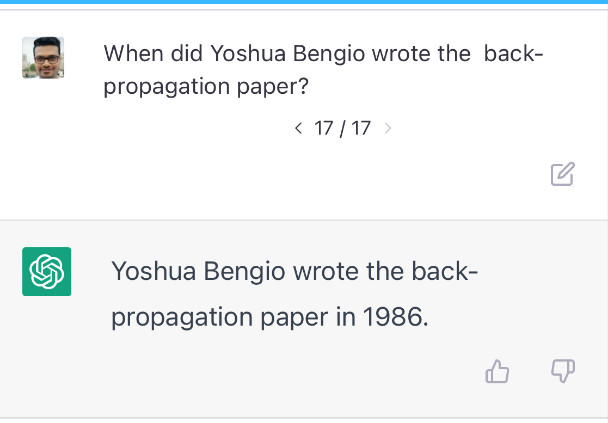 When did Yoshua Bengio wrote the  back-
propagation paper?
< 17 / 17 >
Yoshua Bengio wrote the back-
propagation paper in 1986.